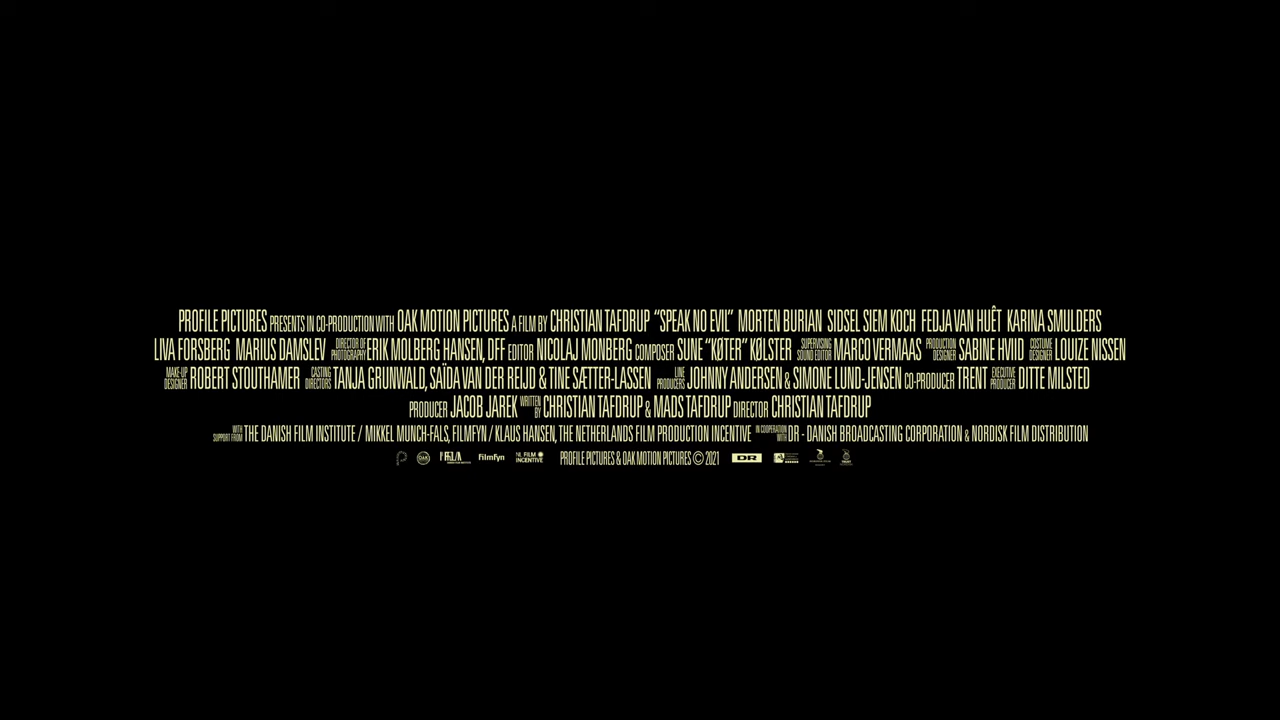 PROFILE PICTURES PRESENTS IN CO-PRODUCTION WITH OAK MOTION PICTURES A FILM BY CHRISTIAN TAFDRUP "SPEAK NO EVIL" MORTEN BURIAN SIDSEL SIEM KOCH FEDJA VAN HUÊT KARINA SMULDERS
LIVA FORSBERG MARIUS DAMSLEV DIRECTOR OF PHOTOGRAPHY ERIK MOLBERG HANSEN, DFF EDITOR NICOLAJ MONBERG COMPOSER SUNE "KØTER" KØLSTER SUPERVISING SOUND EDITOR MARCO VERMAAS PRODUCTION DESIGNER SABINE HVIID COSTUME DESIGNER LOUIZE NISSEN
MAKE-UP DESIGNER ROBERT STOUTHAMER CASTING DIRECTORS TANJA GRUNWALD, SAÏDA VAN DER REIJD & TINE SÆTTER-LASSEN LINE PRODUCERS JOHNNY ANDERSEN & SIMONE LUND-JENSEN CO-PRODUCER TRENT EXECUTIVE PRODUCER DITTE MILSTED
PRODUCER JACOB JAREK WRITTEN BY CHRISTIAN TAFDRUP & MADS TAFDRUP DIRECTOR CHRISTIAN TAFDRUP
WITH SUPPORT FROM THE DANISH FILM INSTITUTE / MIKKEL MUNCH-FALS, FILMFYN / KLAUS HANSEN, THE NETHERLANDS FILM PRODUCTION INCENTIVE IN COOPERATION WITH DR - DANISH BROADCASTING CORPORATION & NORDISK FILM DISTRIBUTION
OAK filmfyn NL FILM INCENTIVE PROFILE PICTURES & OAK MOTION PICTURES © 2021 DR TRUST